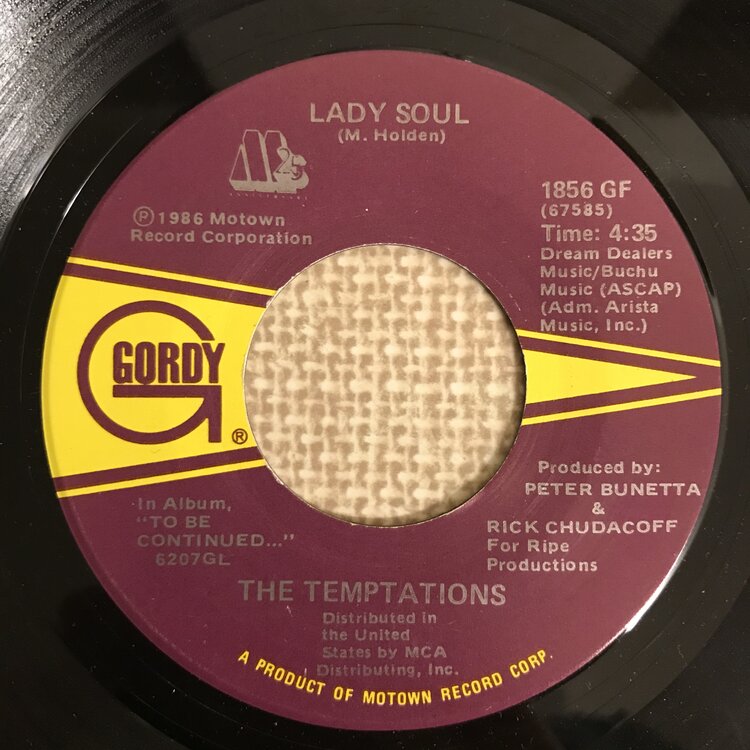 LADY SOUL
(M. Holden)
℗ 1986 Motown
Record Corporation
1856 GF
(67585)
Time: 4:35
Dream Dealers
Music/Buchu
Music (ASCAP)
(Adm. Arista
Music, Inc.)
GORDY
®
In Album,
"TO BE
CONTINUED..."
6207GL
Produced by:
PETER BUNETTA
&
RICK CHUDACOFF
For Ripe
Productions
THE TEMPTATIONS
Distributed in
the United
States by MCA
Distributing, Inc.
A PRODUCT OF MOTOWN RECORD CORP.